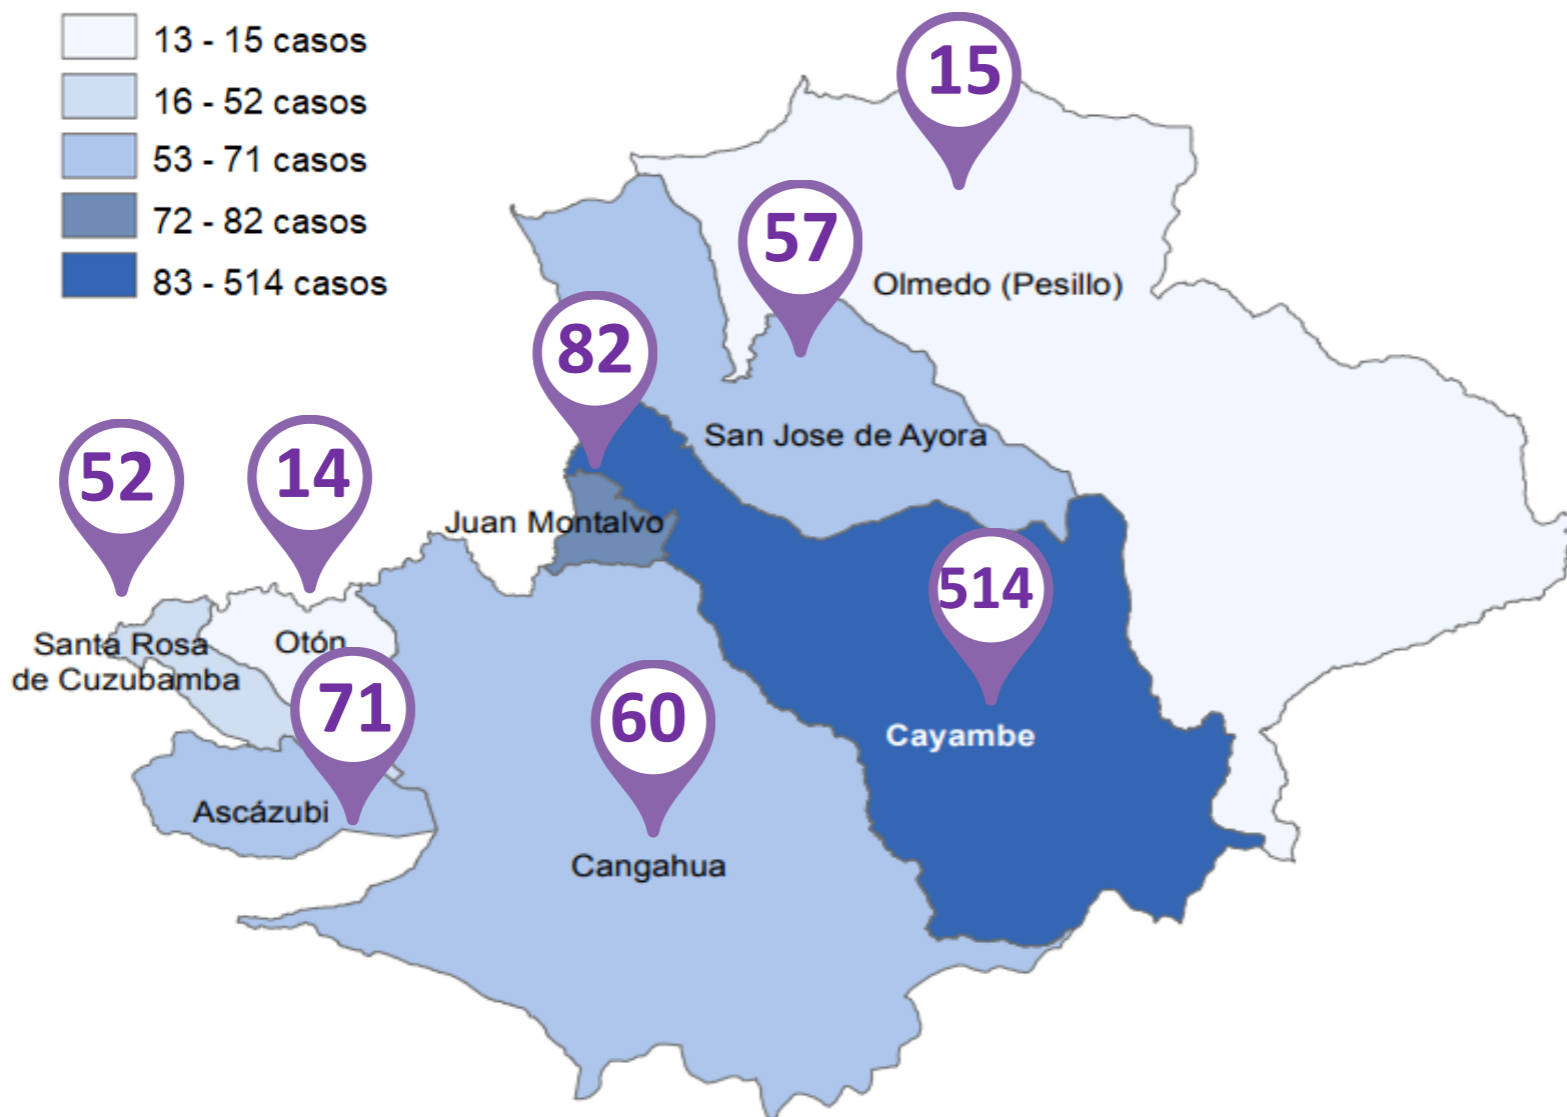 13 - 15 casos
16 - 52 casos
53 - 71 casos
72 - 82 casos
83 - 514 casos
15
57
Olmedo (Pesillo)
82
San Jose de Ayora
52
14
Juan Montalvo
514
Santa Rosa
de Cuzubamba
Otón
71
60
Cayambe
Ascázubi
Cangahua